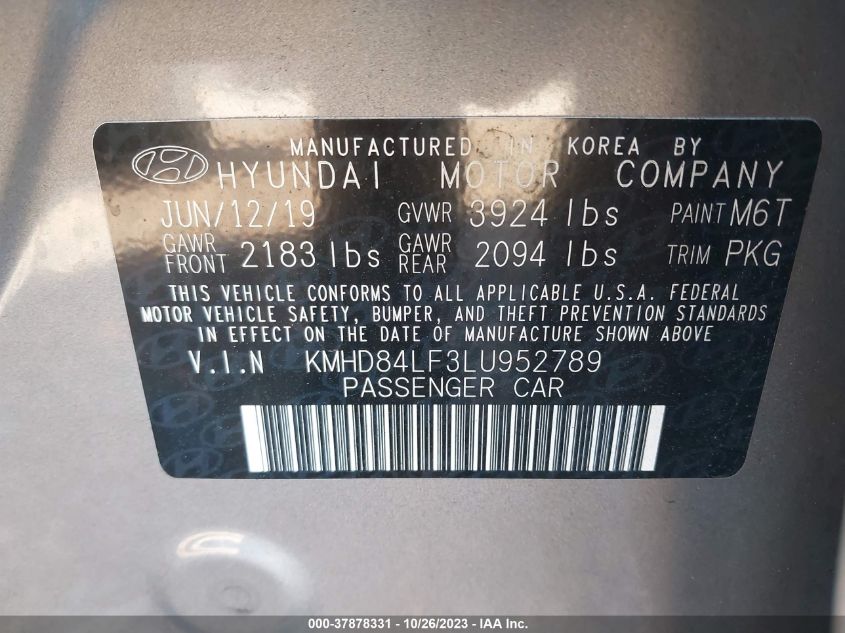 MANUFACTURED IN KOREA BY
HYUNDAI MOTOR COMPANY
JUN/12/19 GVWR 3924 lbs PAINT M6T
GAWR FRONT 2183 lbs GAWR REAR 2094 lbs TRIM PKG
THIS VEHICLE CONFORMS TO ALL APPLICABLE U.S.A. FEDERAL
MOTOR VEHICLE SAFETY, BUMPER, AND THEFT PREVENTION STANDARDS
IN EFFECT ON THE DATE OF MANUFACTURE SHOWN ABOVE
V.I.N KMHD84LF3LU952789
PASSENGER CAR
000-37878331 - 10/26/2023 - IAA Inc.